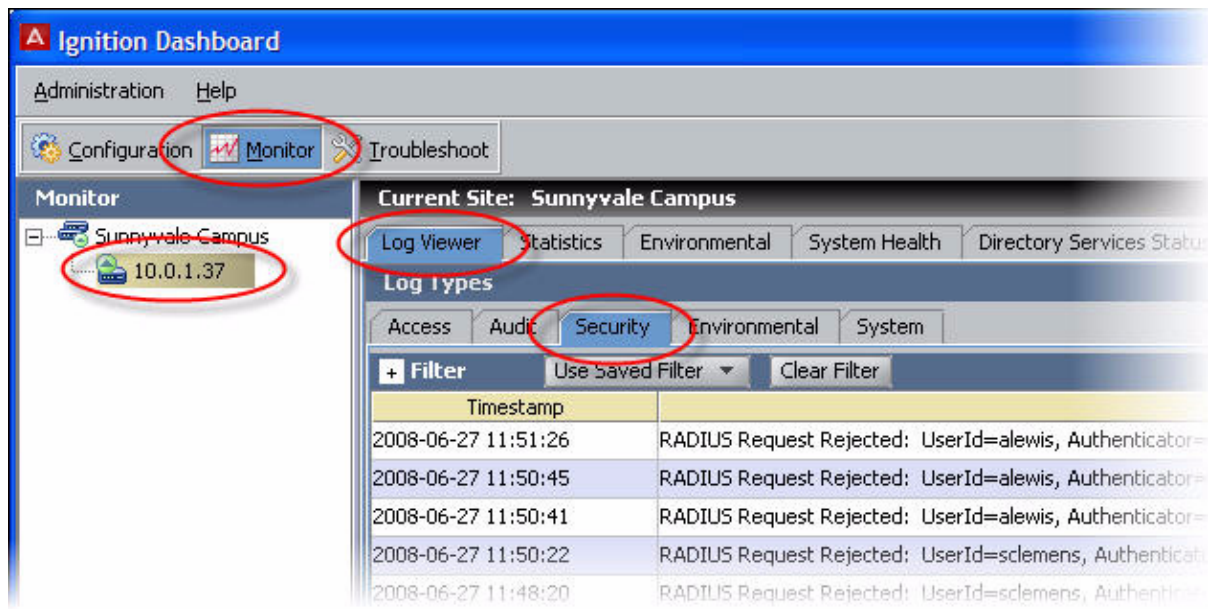 Ignition Dashboard
Administration Help
Configuration Monitor Troubleshoot
Monitor
Sunnyvale Campus
10.0.1.37
Current Site: Sunnyvale Campus
Log Viewer Statistics Environmental System Health Directory Services Status
Log Types
Access Audit Security Environmental System
+ Filter Use Saved Filter Clear Filter
Timestamp
2008-06-27 11:51:26 RADIUS Request Rejected: UserId=alewis, Authenticator=
2008-06-27 11:50:45 RADIUS Request Rejected: UserId=alewis, Authenticator=
2008-06-27 11:50:41 RADIUS Request Rejected: UserId=alewis, Authenticator=
2008-06-27 11:50:22 RADIUS Request Rejected: UserId=sclemens, Authenticat
2008-06-27 11:48:20 RADIUS Request Rejected: UserId=sclemens, Authentica